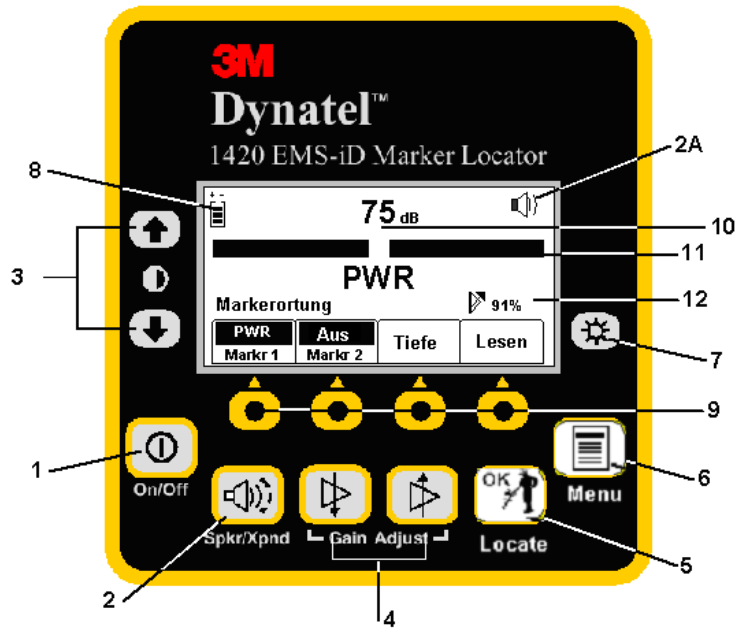 3M
Dynatel™
1420 EMS-iD Marker Locator
2A
8
+ -
75 dB
10
11
3
PWR
Markerortung
91%
12
PWR
Markr 1
Aus
Markr 2
Tiefe
Lesen
7
9
1
On/Off
6
Menu
OK
Spkr/Xpnd
Gain Adjust
Locate
5
2
4